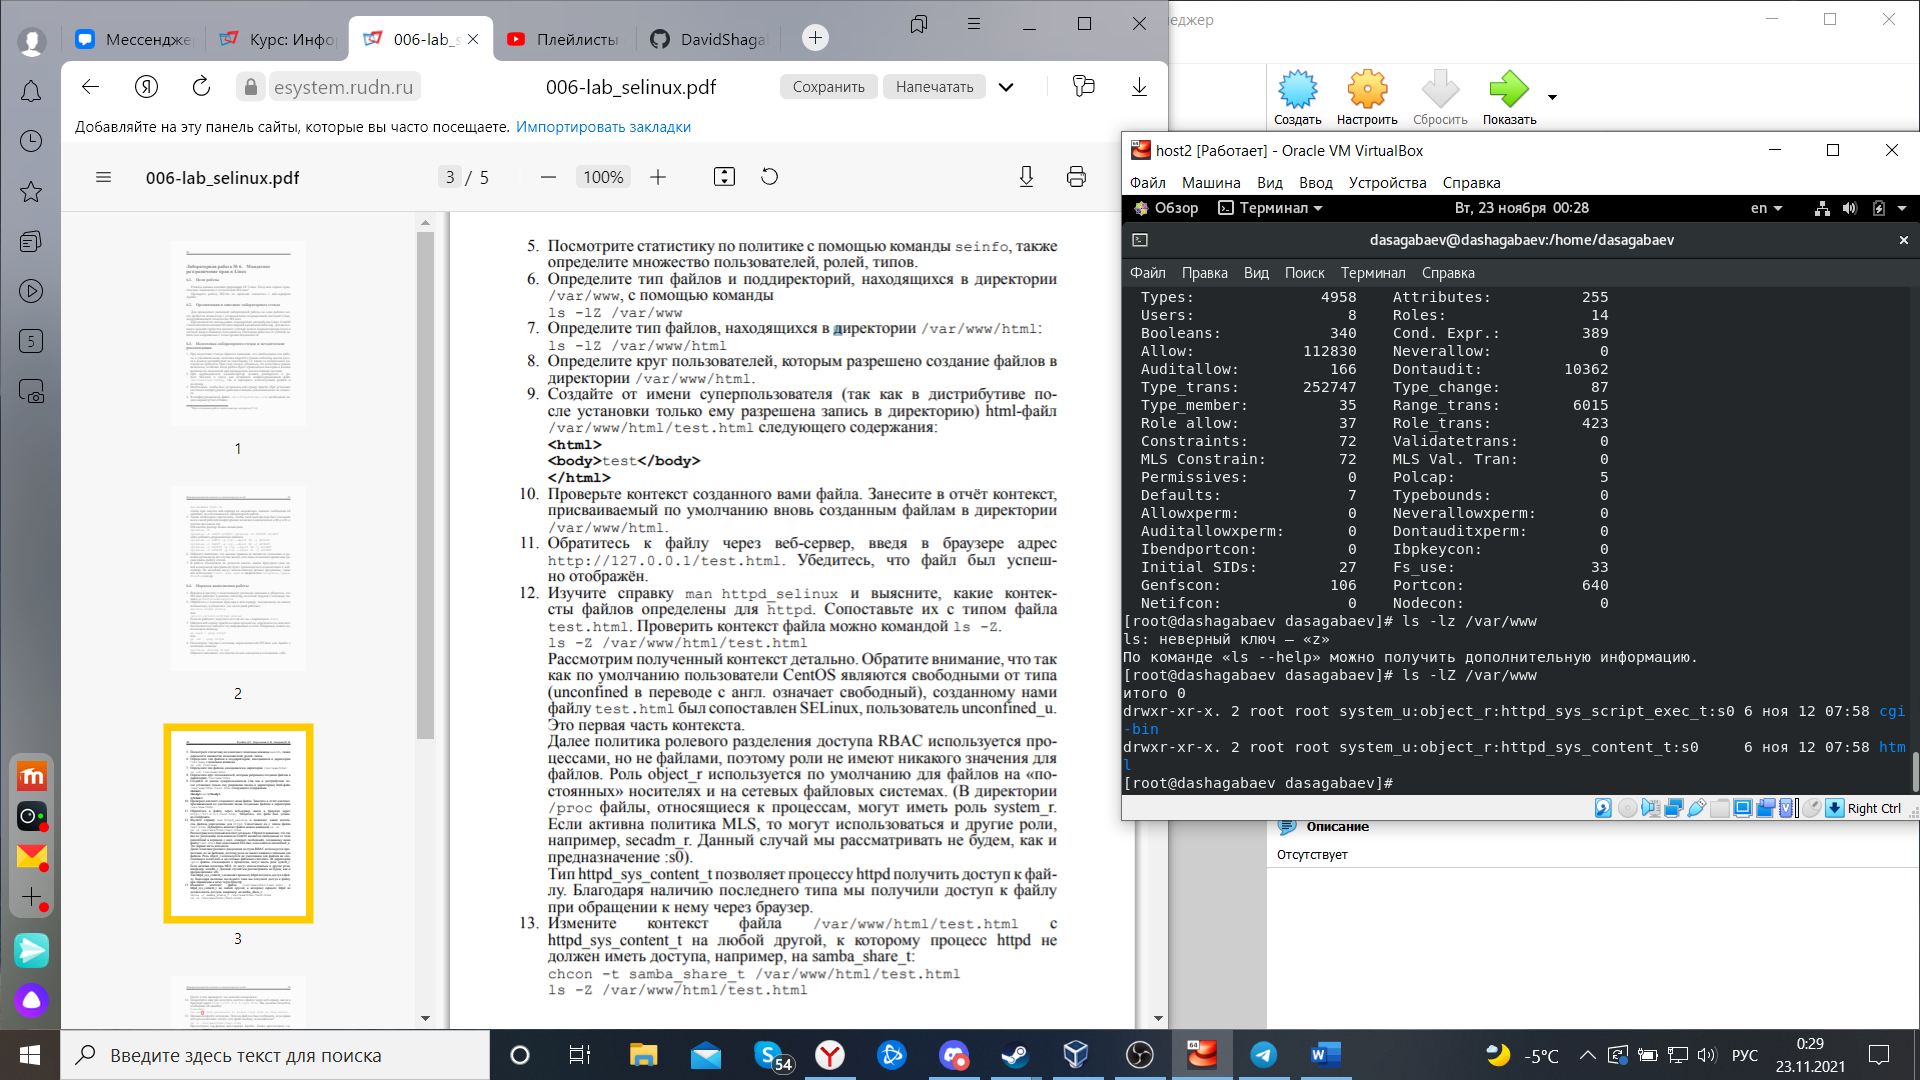 Мессендже
Курс: Инфо
006-lab_s
Плейлисты
DavidShaga
еджер
esystem.rudn.ru
006-lab_selinux.pdf
Сохранить
Напечатать
Добавляйте на эту панель сайты, которые вы часто посещаете. Импортировать закладки
006-lab_selinux.pdf
3 / 5
100%
1
2
3
5
5. Посмотрите статистику по политике с помощью команды seinfo, также
определите множество пользователей, ролей, типов.
6. Определите тип файлов и поддиректорий, находящихся в директории
/var/www, с помощью команды
ls -lZ /var/www
7. Определите тип файлов, находящихся в директории /var/www/html:
ls -lZ /var/www/html
8. Определите круг пользователей, которым разрешено создание файлов в
директории /var/www/html.
9. Создайте от имени суперпользователя (так как в дистрибутиве по-
сле установки только ему разрешена запись в директорию) html-файл
/var/www/html/test.html следующего содержания:
<html>
<body>test</body>
</html>
10. Проверьте контекст созданного вами файла. Занесите в отчёт контекст,
присваиваемый по умолчанию вновь созданным файлам в директории
/var/www/html.
11. Обратитесь к файлу через веб-сервер, введя в браузере адрес
http://127.0.0.1/test.html. Убедитесь, что файл был успеш-
но отображён.
12. Изучите справку man httpd_selinux и выясните, какие контек-
сты файлов определены для httpd. Сопоставьте их с типом файла
test.html. Проверить контекст файла можно командой ls -Z.
ls -Z /var/www/html/test.html
Рассмотрим полученный контекст детально. Обратите внимание, что так
как по умолчанию пользователи CentOS являются свободными от типа
(unconfined в переводе с англ. означает свободный), созданному нами
файлу test.html был сопоставлен SELinux, пользователь unconfined_u.
Это первая часть контекста.
Далее политика ролевого разделения доступа RBAC используется про-
цессами, но не файлами, поэтому роли не имеют никакого значения для
файлов. Роль object_r используется по умолчанию для файлов на «по-
стоянных» носителях и на сетевых файловых системах. (В директории
/proc файлы, относящиеся к процессам, могут иметь роль system_r.
Если активна политика MLS, то могут использоваться и другие роли,
например, secadm_r. Данный случай мы рассматривать не будем, как и
предназначение :s0).
Тип httpd_sys_content_t позволяет процессу httpd получить доступ к фай-
лу. Благодаря наличию последнего типа мы получили доступ к файлу
при обращении к нему через браузер.
13. Измените контекст файла /var/www/html/test.html с
httpd_sys_content_t на любой другой, к которому процесс httpd не
должен иметь доступа, например, на samba_share_t:
chcon -t samba_share_t /var/www/html/test.html
ls -Z /var/www/html/test.html
Создать
Настроить
Сбросить
Показать
host2 [Работает] - Oracle VM VirtualBox
Файл Машина Вид Ввод Устройства Справка
Обзор Терминал Вт, 23 ноября 00:28 en
dasagabaev@dashagabaev:/home/dasagabaev
Файл Правка Вид Поиск Терминал Справка
Types: 4958 Attributes: 255
Users: 8 Roles: 14
Booleans: 340 Cond. Expr.: 389
Allow: 112830 Neverallow: 0
Auditallow: 166 Dontaudit: 10362
Type_trans: 252747 Type_change: 87
Type_member: 35 Range_trans: 6015
Role allow: 37 Role_trans: 423
Constraints: 72 Validatetrans: 0
MLS Constrain: 72 MLS Val. Tran: 0
Permissives: 0 Polcap: 5
Defaults: 7 Typebounds: 0
Allowxperm: 0 Neverallowxperm: 0
Auditallowxperm: 0 Dontauditxperm: 0
Ibendportcon: 0 Ibpkeycon: 0
Initial SIDs: 27 Fs_use: 33
Genfscon: 106 Portcon: 640
Netifcon: 0 Nodecon: 0
[root@dashagabaev dasagabaev]# ls -lz /var/www
ls: неверный ключ — «z»
По команде «ls --help» можно получить дополнительную информацию.
[root@dashagabaev dasagabaev]# ls -lZ /var/www
итого 0
drwxr-xr-x. 2 root root system_u:object_r:httpd_sys_script_exec_t:s0 6 ноя 12 07:58 cgi
-bin
drwxr-xr-x. 2 root root system_u:object_r:httpd_sys_content_t:s0 6 ноя 12 07:58 htm
l
[root@dashagabaev dasagabaev]#
Right Ctrl
Описание
Отсутствует
Введите здесь текст для поиска
54
64
-5°C
РУС
0:29
23.11.2021